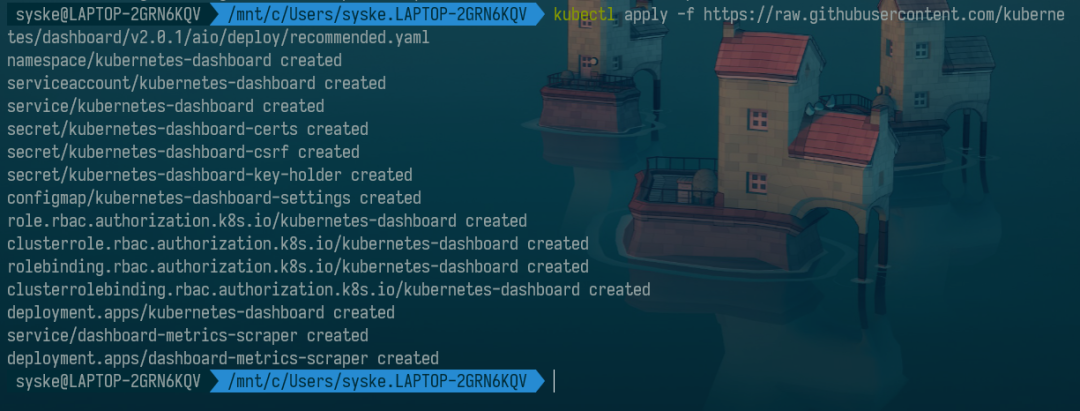 syske@LAPTOP-2GRN6KQV /mnt/c/Users/syske.LAPTOP-2GRN6KQV kubectl apply -f https://raw.githubusercontent.com/kuberne
tes/dashboard/v2.0.1/aio/deploy/recommended.yaml
namespace/kubernetes-dashboard created
serviceaccount/kubernetes-dashboard created
service/kubernetes-dashboard created
secret/kubernetes-dashboard-certs created
secret/kubernetes-dashboard-csrf created
secret/kubernetes-dashboard-key-holder created
configmap/kubernetes-dashboard-settings created
role.rbac.authorization.k8s.io/kubernetes-dashboard created
clusterrole.rbac.authorization.k8s.io/kubernetes-dashboard created
rolebinding.rbac.authorization.k8s.io/kubernetes-dashboard created
clusterrolebinding.rbac.authorization.k8s.io/kubernetes-dashboard created
deployment.apps/kubernetes-dashboard created
service/dashboard-metrics-scraper created
deployment.apps/dashboard-metrics-scraper created
syske@LAPTOP-2GRN6KQV /mnt/c/Users/syske.LAPTOP-2GRN6KQV